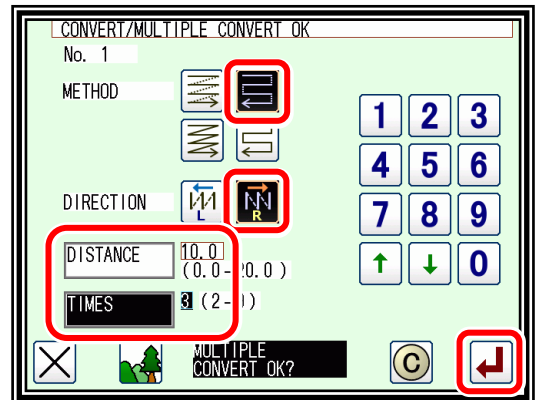 CONVERT/MULTIPLE CONVERT OK
No. 1
METHOD
1 2 3
4 5 6
DIRECTION
L R
7 8 9
DISTANCE 10.0
(0.0- 20.0 )
↑ ↓ 0
TIMES 3 (2- )
MULTIPLE
CONVERT OK?
C